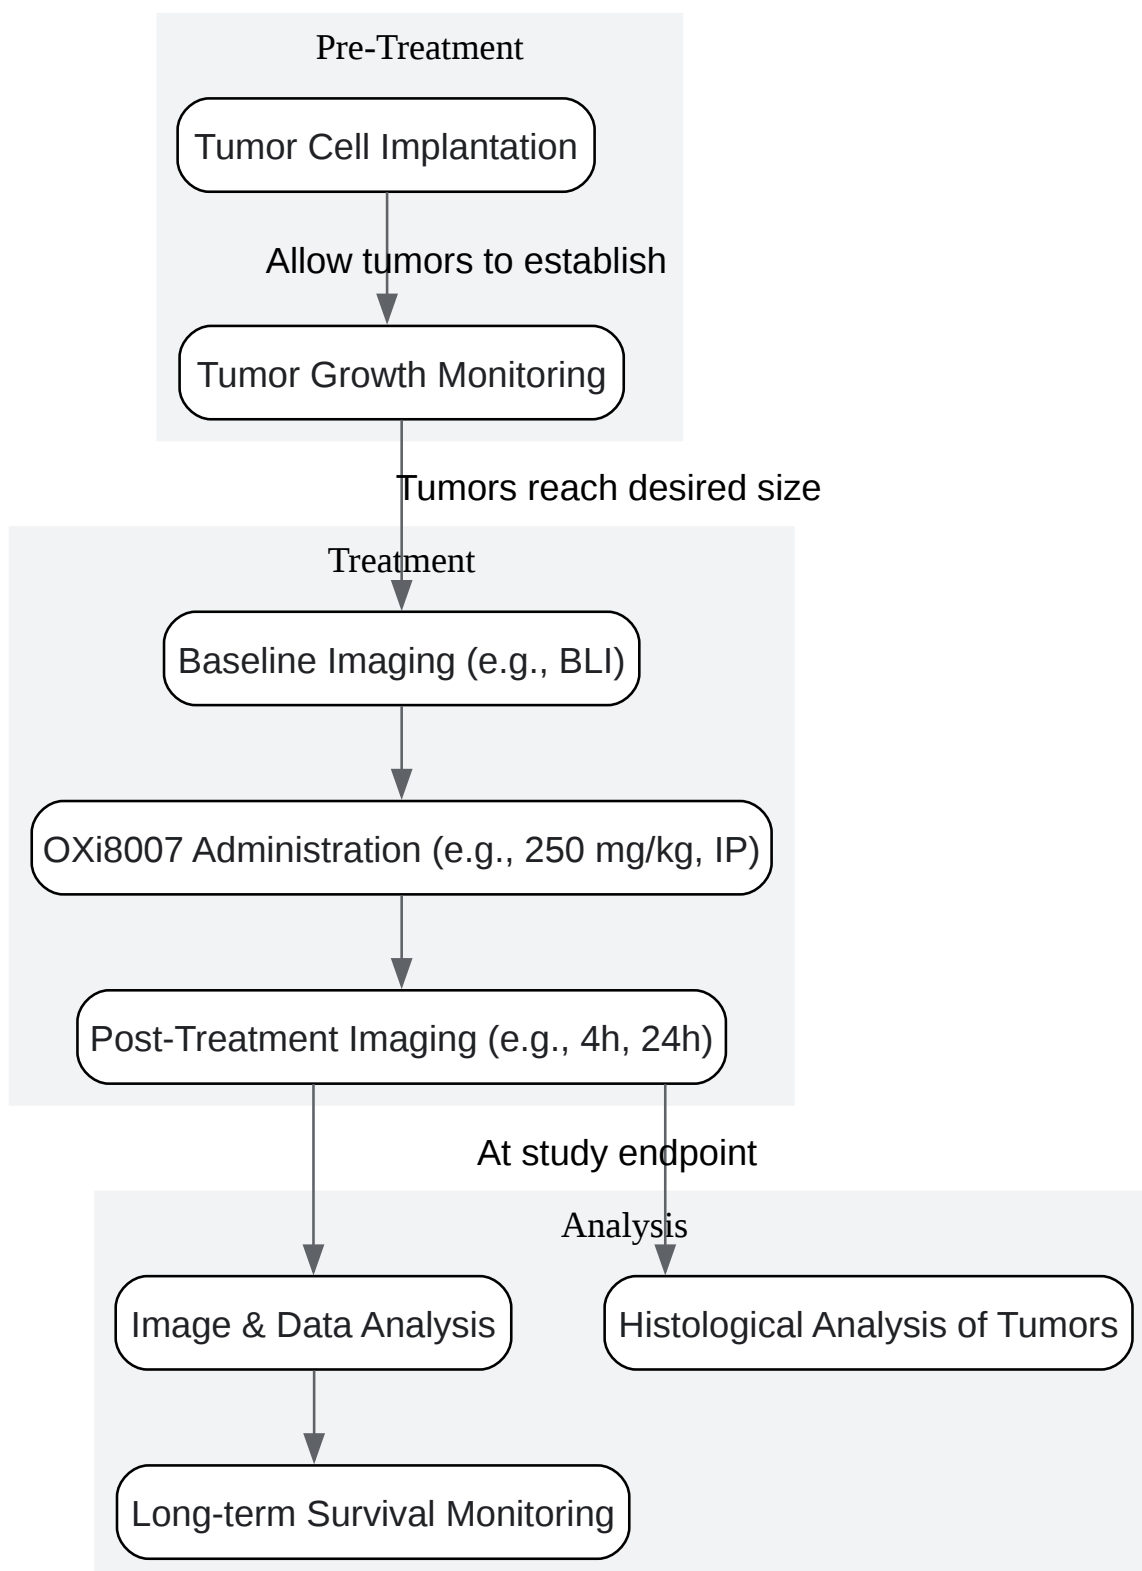 Pre-Treatment
Tumor Cell Implantation
Allow tumors to establish
Tumor Growth Monitoring
Tumors reach desired size
Treatment
Baseline Imaging (e.g., BLI)
OXi8007 Administration (e.g., 250 mg/kg, IP)
Post-Treatment Imaging (e.g., 4h, 24h)
At study endpoint
Analysis
Image & Data Analysis
Histological Analysis of Tumors
Long-term Survival Monitoring